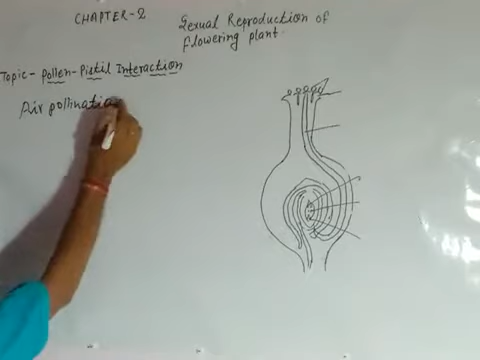 CHAPTER-2
Sexual Reproduction of
flowering plant.
Topic - Pollen-Pistil Interaction
Air pollinatio